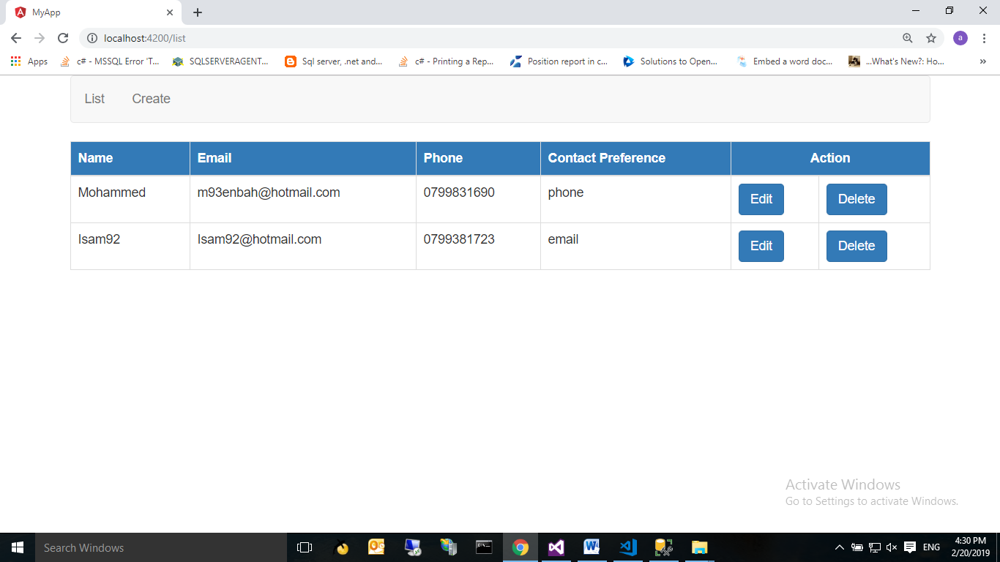 MyApp
localhost:4200/list
a
Apps c# - MSSQL Error 'T... SQLSERVERAGENT... Sql server, .net and... c# - Printing a Rep... Position report in c... Solutions to Open... Embed a word doc... ...What's New?: Ho... »
List Create
Name Email Phone Contact Preference Action
Mohammed m93enbah@hotmail.com 0799831690 phone Edit Delete
Isam92 Isam92@hotmail.com 0799381723 email Edit Delete
Activate Windows
Go to Settings to activate Windows.
Search Windows
ENG
4:30 PM
2/20/2019